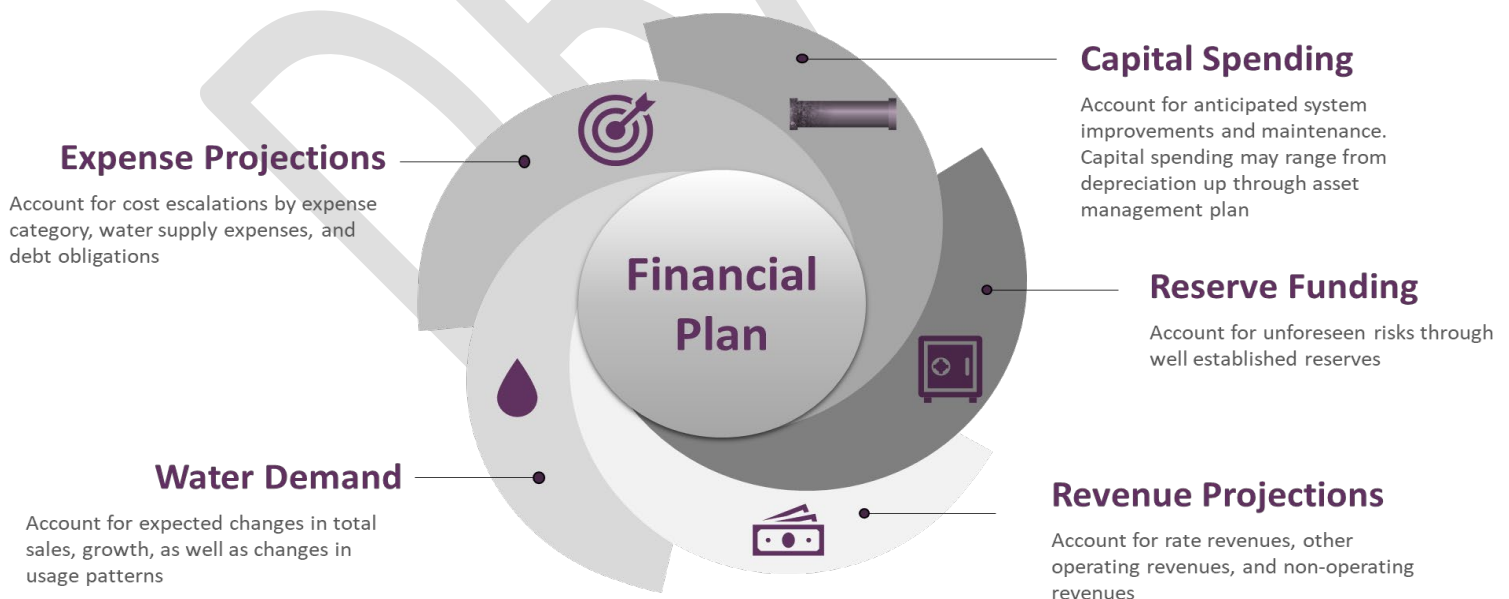 Capital Spending
Account for anticipated system
improvements and maintenance.
Capital spending may range from
depreciation up through asset
management plan
Expense Projections
Account for cost escalations by expense
category, water supply expenses, and
debt obligations
Financial
Plan
Reserve Funding
Account for unforeseen risks through
well established reserves
Water Demand
Account for expected changes in total
sales, growth, as well as changes in
usage patterns
Revenue Projections
Account for rate revenues, other
operating revenues, and non-operating
revenues